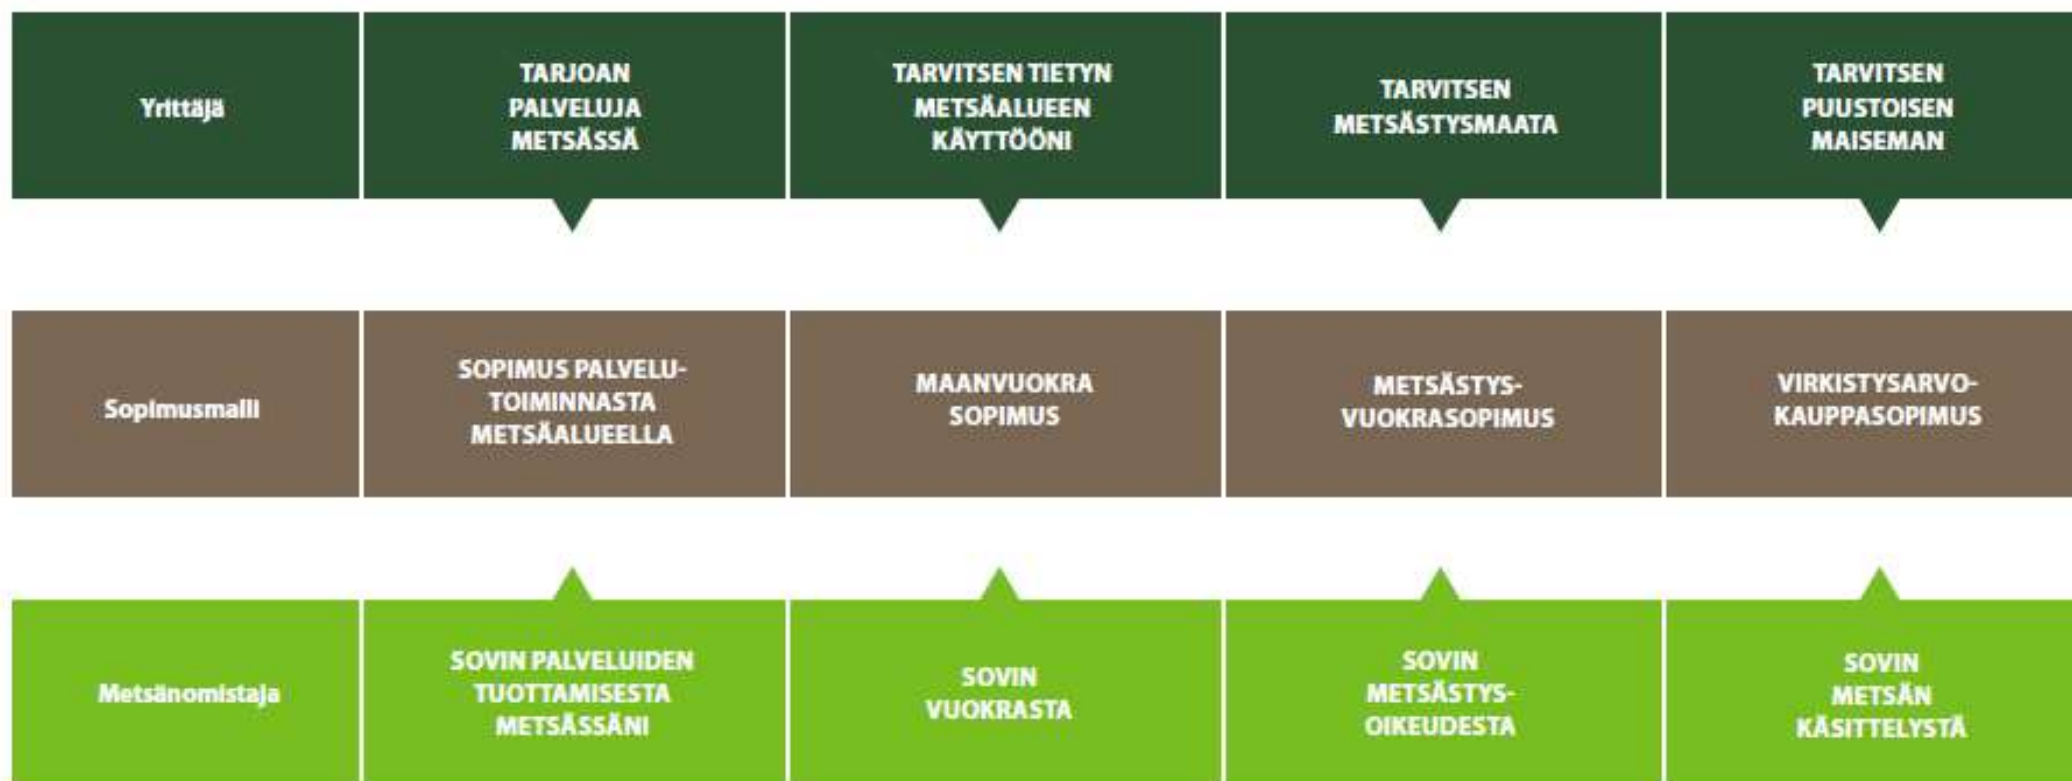 Yrittäjä
TARJOAN
PALVELUJA
METSÄSSÄ
TARVITSEN TIETYN
METSÄALUEEN
KÄYTTÖÖNI
TARVITSEN
METSÄSTYSMAATA
TARVITSEN
PUUSTOISEN
MAISEMAN
Sopimusmalli
SOPIMUS PALVELU-
TOIMINNASTA
METSÄALUEELLA
MAANVUOKRA
SOPIMUS
METSÄSTYS-
VUOKRASOPIMUS
VIRKISTYSARVO-
KAUPPASOPIMUS
Metsänomistaja
SOVIN PALVELUIDEN
TUOTTAMISESTA
METSÄSSÄNI
SOVIN
VUOKRASTA
SOVIN
METSÄSTYS-
OIKEUDESTA
SOVIN
METSÄN
KÄSITTELYSTÄ